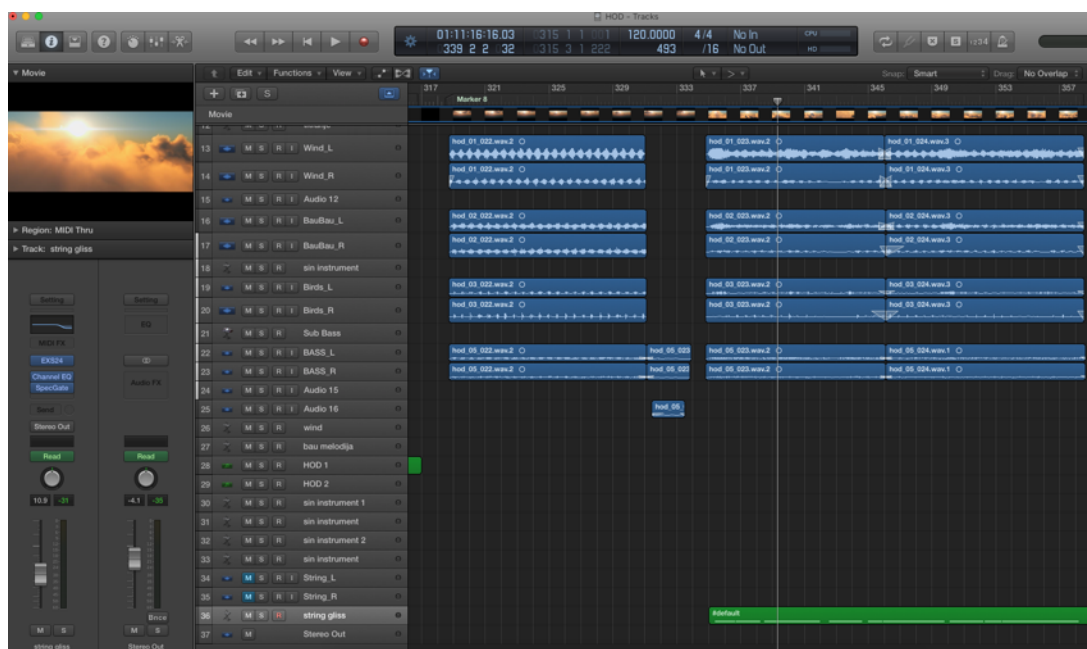 HOD - Tracks
01:11:16:16.03 0315 1 1 001 120.0000 4/4 No In CPU
339 2 2 032 0315 3 1 222 493 /16 No Out HD
1234
Movie
Edit Functions View Snap: Smart Drag: No Overlap
S
317 321 325 329 333 337 341 345 349 353 357
Marker 8
Movie
13 M S R I Wind_L
hod_01_022.wav.2 hod_01_023.wav.2 hod_01_024.wav.3
14 M S R I Wind_R
hod_01_022.wav.2 hod_01_023.wav.2 hod_01_024.wav.3
15 M S R I Audio 12
16 M S R I BauBau_L
hod_02_022.wav.2 hod_02_023.wav.2 hod_02_024.wav.3
17 M S R I BauBau_R
hod_02_022.wav.2 hod_02_023.wav.2 hod_02_024.wav.3
18 M S R sin instrument
19 M S R I Birds_L
hod_03_022.wav.2 hod_03_023.wav.2 hod_03_024.wav.3
20 M S R I Birds_R
hod_03_022.wav.2 hod_03_023.wav.2 hod_03_024.wav.3
21 M S R Sub Bass
22 M S R I BASS_L
hod_05_022.wav.2 hod_05_023 hod_05_023.wav.2 hod_05_024.wav.1
23 M S R I BASS_R
hod_05_022.wav.2 hod_05_023 hod_05_023.wav.2 hod_05_024.wav.1
24 M S R I Audio 15
25 M S R I Audio 16
hod_05
26 M S R wind
27 M S R bau melodija
28 M S R HOD 1
29 M S R HOD 2
30 M S R sin instrument 1
31 M S R sin instrument
32 M S R sin instrument 2
33 M S R sin instrument
34 M S R I String_L
35 M S R I String_R
36 M S R string gliss
#default
37 M Stereo Out
Region: MIDI Thru
Track: string gliss
Setting Setting
EQ
MIDI FX
EXS24
Channel EQ Audio FX
SpecGate
Send
Stereo Out
Read Read
10.9 -31 -4.1 -35
Bnce
M S M S
string gliss Stereo Out